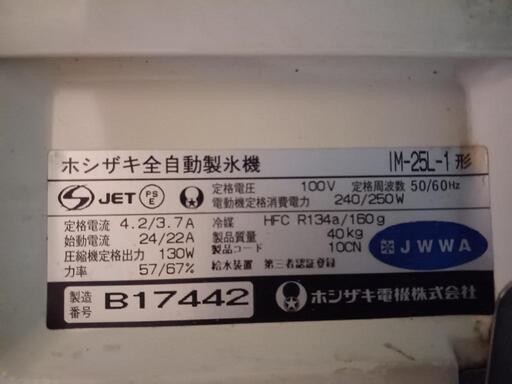 ホシザキ全自動製氷機 IM-25L-1形
JET PS E 定格電圧 100V 定格周波数 50/60Hz
電動機定格消費電力 240/250W
定格電流 4.2/3.7A 冷媒 HFC R134a/160g
始動電流 24/22A 製品質量 40kg
圧縮機定格出力 130W 製品コード 10CN
力率 57/67% 給水装置 第三者認証登録
JWWA
製造番号 B17442 ホシザキ電機株式会社